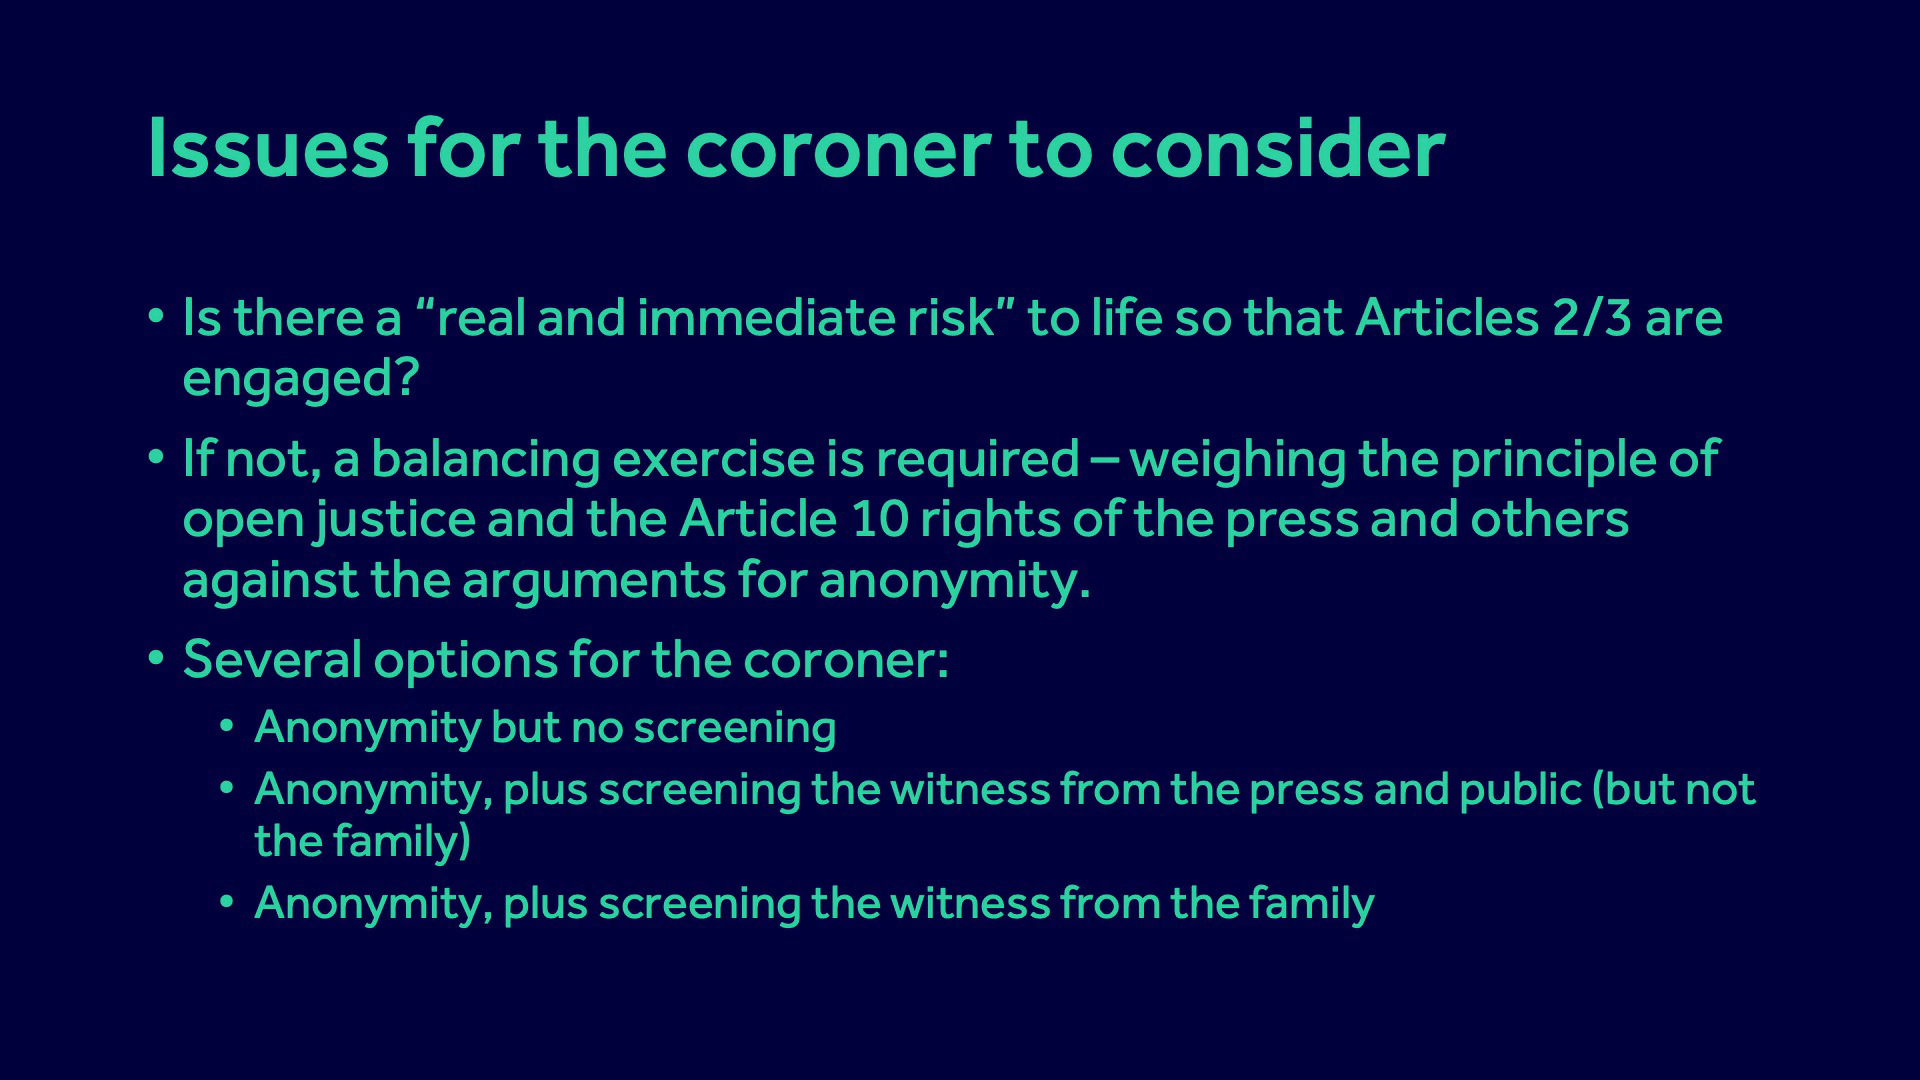 Issues for the coroner to consider
• Is there a “real and immediate risk” to life so that Articles 2/3 are
engaged?
• If not, a balancing exercise is required – weighing the principle of
open justice and the Article 10 rights of the press and others
against the arguments for anonymity.
• Several options for the coroner:
• Anonymity but no screening
• Anonymity, plus screening the witness from the press and public (but not
the family)
• Anonymity, plus screening the witness from the family